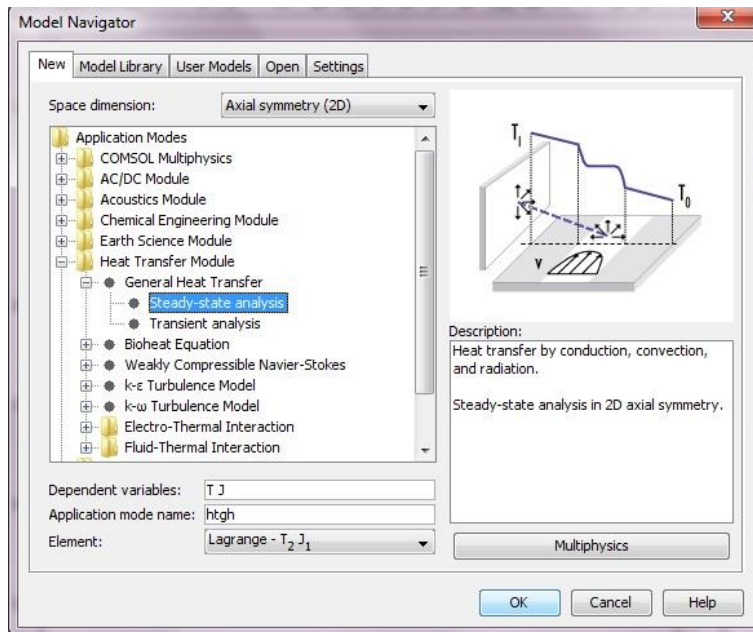 Model Navigator
New Model Library User Models Open Settings
Space dimension: Axial symmetry (2D)
Application Modes
COMSOL Multiphysics
AC/DC Module
Acoustics Module
Chemical Engineering Module
Earth Science Module
Heat Transfer Module
General Heat Transfer
Steady-state analysis
Transient analysis
Bioheat Equation
Weakly Compressible Navier-Stokes
k-ε Turbulence Model
k-ω Turbulence Model
Electro-Thermal Interaction
Fluid-Thermal Interaction
Dependent variables: T J
Application mode name: htgh
Element: Lagrange - T₂ J₁
T₁
T₀
v
Description:
Heat transfer by conduction, convection,
and radiation.
Steady-state analysis in 2D axial symmetry.
Multiphysics
OK Cancel Help